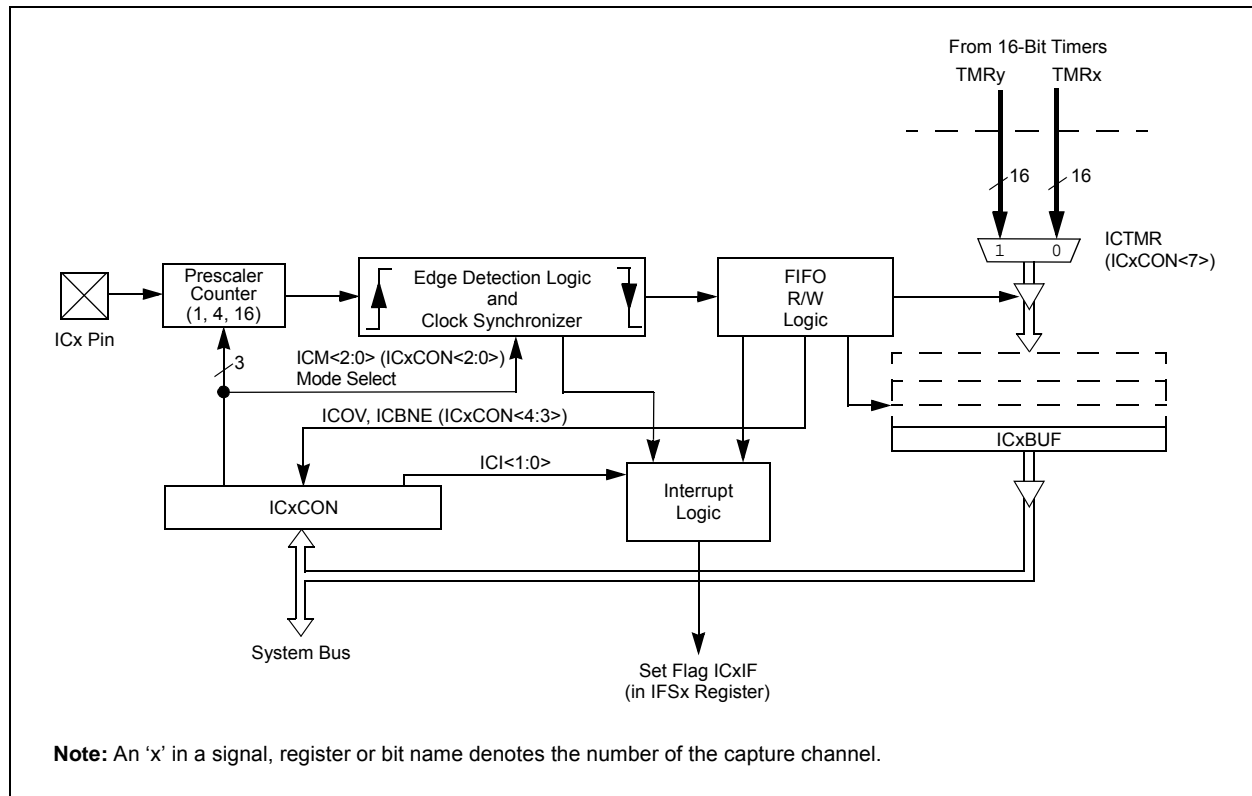 From 16-Bit Timers
TMRy TMRx
16 16
1 0
ICTMR
(ICxCON<7>)
Prescaler
Counter
(1, 4, 16)
Edge Detection Logic
and
Clock Synchronizer
FIFO
R/W
Logic
ICx Pin
3
ICM<2:0> (ICxCON<2:0>)
Mode Select
ICOV, ICBNE (ICxCON<4:3>)
ICxBUF
ICI<1:0>
Interrupt
Logic
ICxCON
System Bus
Set Flag ICxIF
(in IFSx Register)
Note: An ‘x’ in a signal, register or bit name denotes the number of the capture channel.